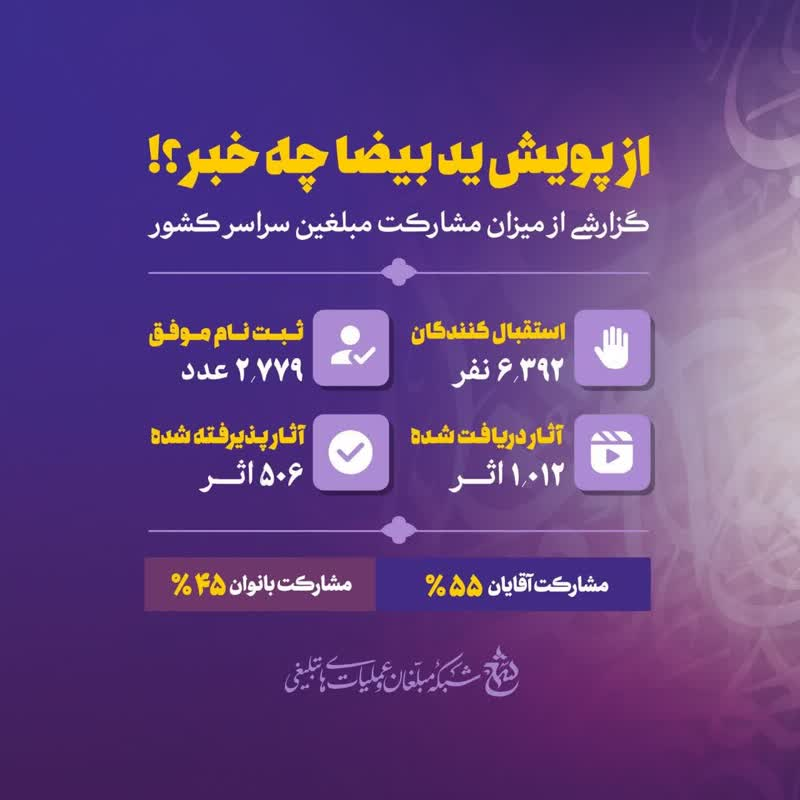 از پویش ید بیضا چه خبر؟!
گزارشی از میزان مشارکت مبلغین سراسر کشور
استقبال کنندگان
۶٬۳۹۲ نفر
ثبت نام موفق
۲٬۷۷۹ عدد
آثار دریافت شده
۱٬۰۱۲ اثر
آثار پذیرفته شده
۵۰۶ اثر
مشارکت آقایان ۵۵ %
مشارکت بانوان ۴۵ %
شبکه مبلّغان و عملیات‌های تبلیغی